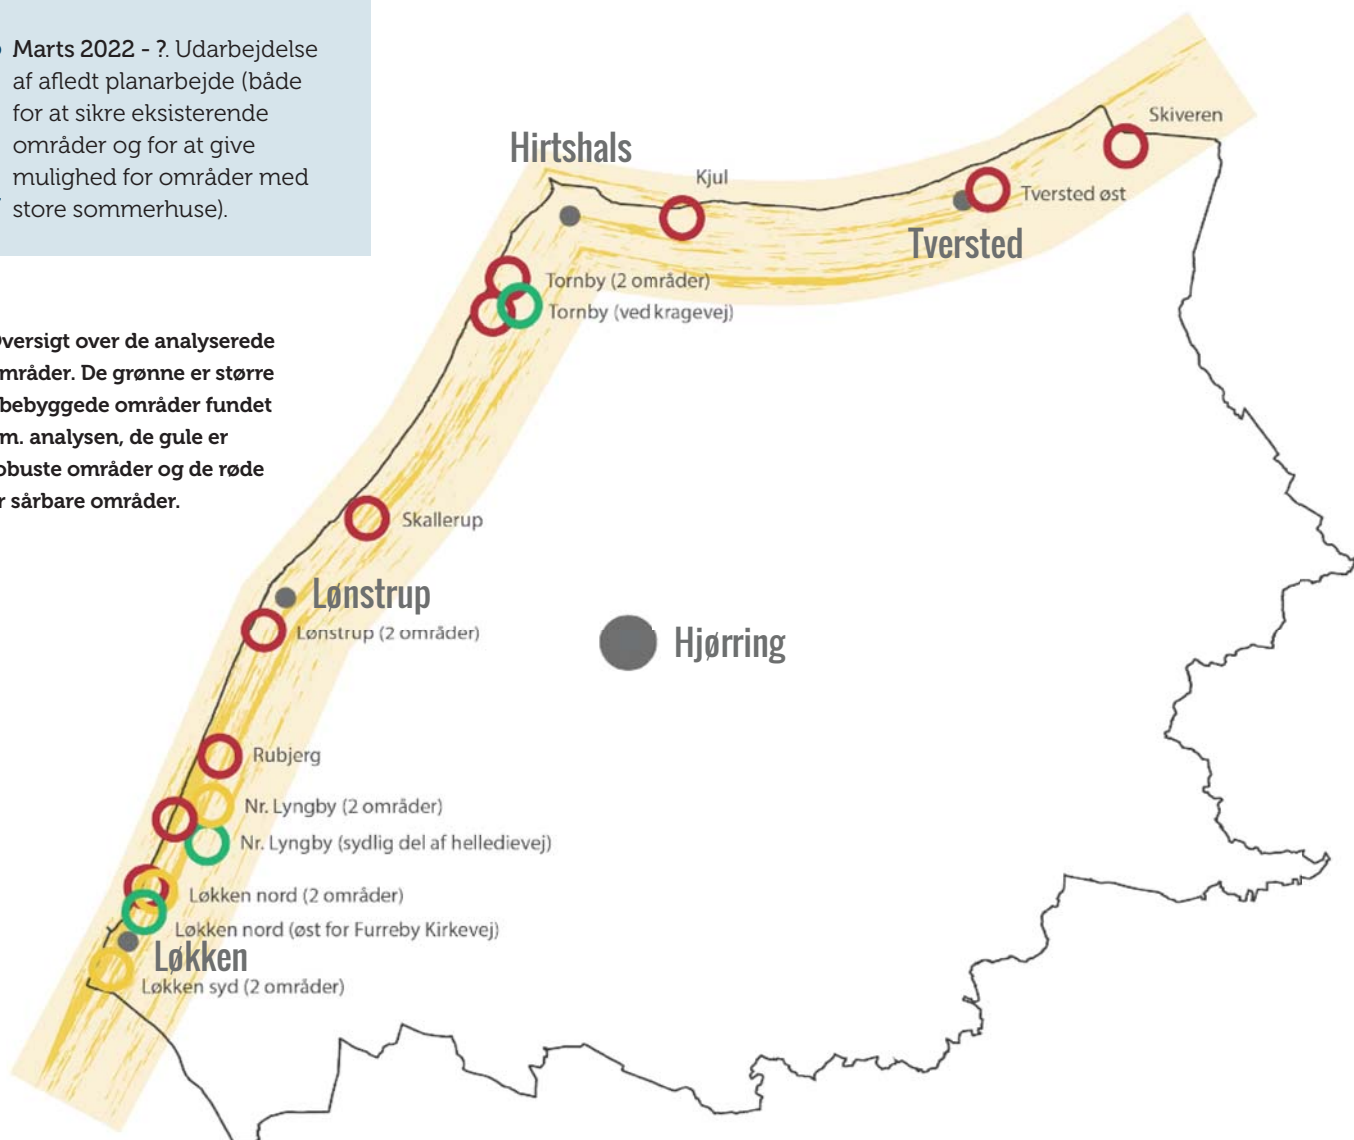 Marts 2022 - ?. Udarbejdelse
af afledt planarbejde (både
for at sikre eksisterende
områder og for at give
mulighed for områder med
store sommerhuse).
Hirtshals
Kjul
Skiveren
Tversted øst
Tversted
Tornby (2 områder)
Tornby (ved kragevej)
versigt over de analyserede
mråder. De grønne er større
bebyggede områder fundet
m. analysen, de gule er
obuste områder og de røde
r sårbare områder.
Skallerup
Lønstrup
Lønstrup (2 områder)
Hjørring
Rubjerg
Nr. Lyngby (2 områder)
Nr. Lyngby (sydlig del af helledievej)
Løkken nord (2 områder)
Løkken nord (øst for Furreby Kirkevej)
Løkken
Løkken syd (2 områder)